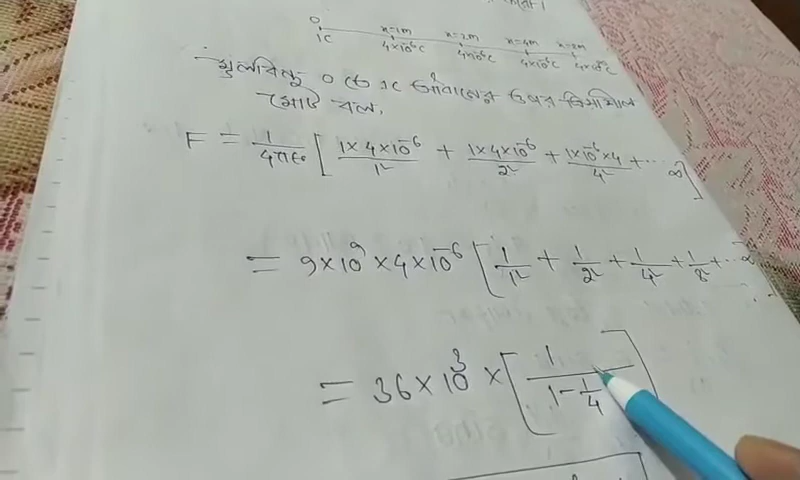 0 x=1m x=2m x=4m x=8m
1C 4×10⁻⁶C 4×10⁻⁶C 4×10⁻⁶C 4×10⁻⁶C
মুলবিন্দু 0 তে 1C আধানের উপর ক্রিয়াশীল
মোট বল,
F = 1/4πε₀ [ 1×4×10⁻⁶/1² + 1×4×10⁻⁶/2² + 1×10⁻⁶×4/4² + ... ∞ ]
= 9×10⁹×4×10⁻⁶ [ 1/1² + 1/2² + 1/4² + 1/8² + ... ∞
= 36×10³ × [ 1/(1-1/4) ]